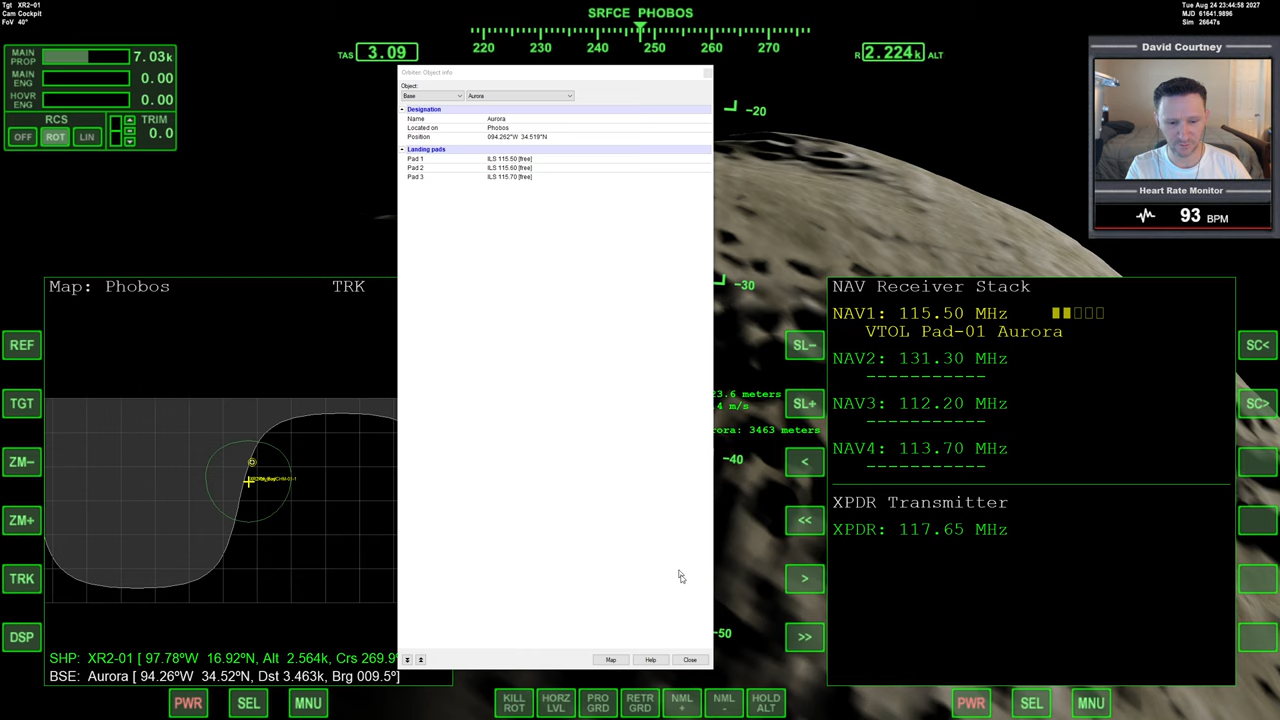 Tgt XR2-01
Cam Cockpit
FoV 40°
SRFCE PHOBOS
Tue Aug 24 23:44:58 2027
MJD 61641.9896
Sim 26647s
220 230 240 250 260 270
TAS 3.09
R 2.224k ALT
MAIN PROP 7.03k
MAIN ENG 0.00
HOVR ENG 0.00
RCS TRIM
OFF ROT LIN 0.0
David Courtney
Heart Rate Monitor
93 BPM
Orbiter: Object info
Object:
Base Aurora
Designation
Name Aurora
Located on Phobos
Position 094.262°W 34.519°N
Landing pads
Pad 1 ILS 115.50 [free]
Pad 2 ILS 115.60 [free]
Pad 3 ILS 115.70 [free]
Map Help Close
-20
-30
-40
-50
23.6 meters
4 m/s
ora: 3463 meters
Map: Phobos TRK
REF
TGT
ZM-
ZM+
TRK
DSP
SHP: XR2-01 [ 97.78°W 16.92°N, Alt 2.564k, Crs 269.9
BSE: Aurora [ 94.26°W 34.52°N, Dst 3.463k, Brg 009.5°]
PWR SEL MNU
KILL ROT
HORZ LVL
PRO GRD
RETR GRD
NML +
NML -
HOLD ALT
NAV Receiver Stack
NAV1: 115.50 MHz
VTOL Pad-01 Aurora
NAV2: 131.30 MHz
-----------
NAV3: 112.20 MHz
-----------
NAV4: 113.70 MHz
-----------
XPDR Transmitter
XPDR: 117.65 MHz
SL-
SL+
<
<<
>
>>
SC<
SC>
PWR SEL MNU